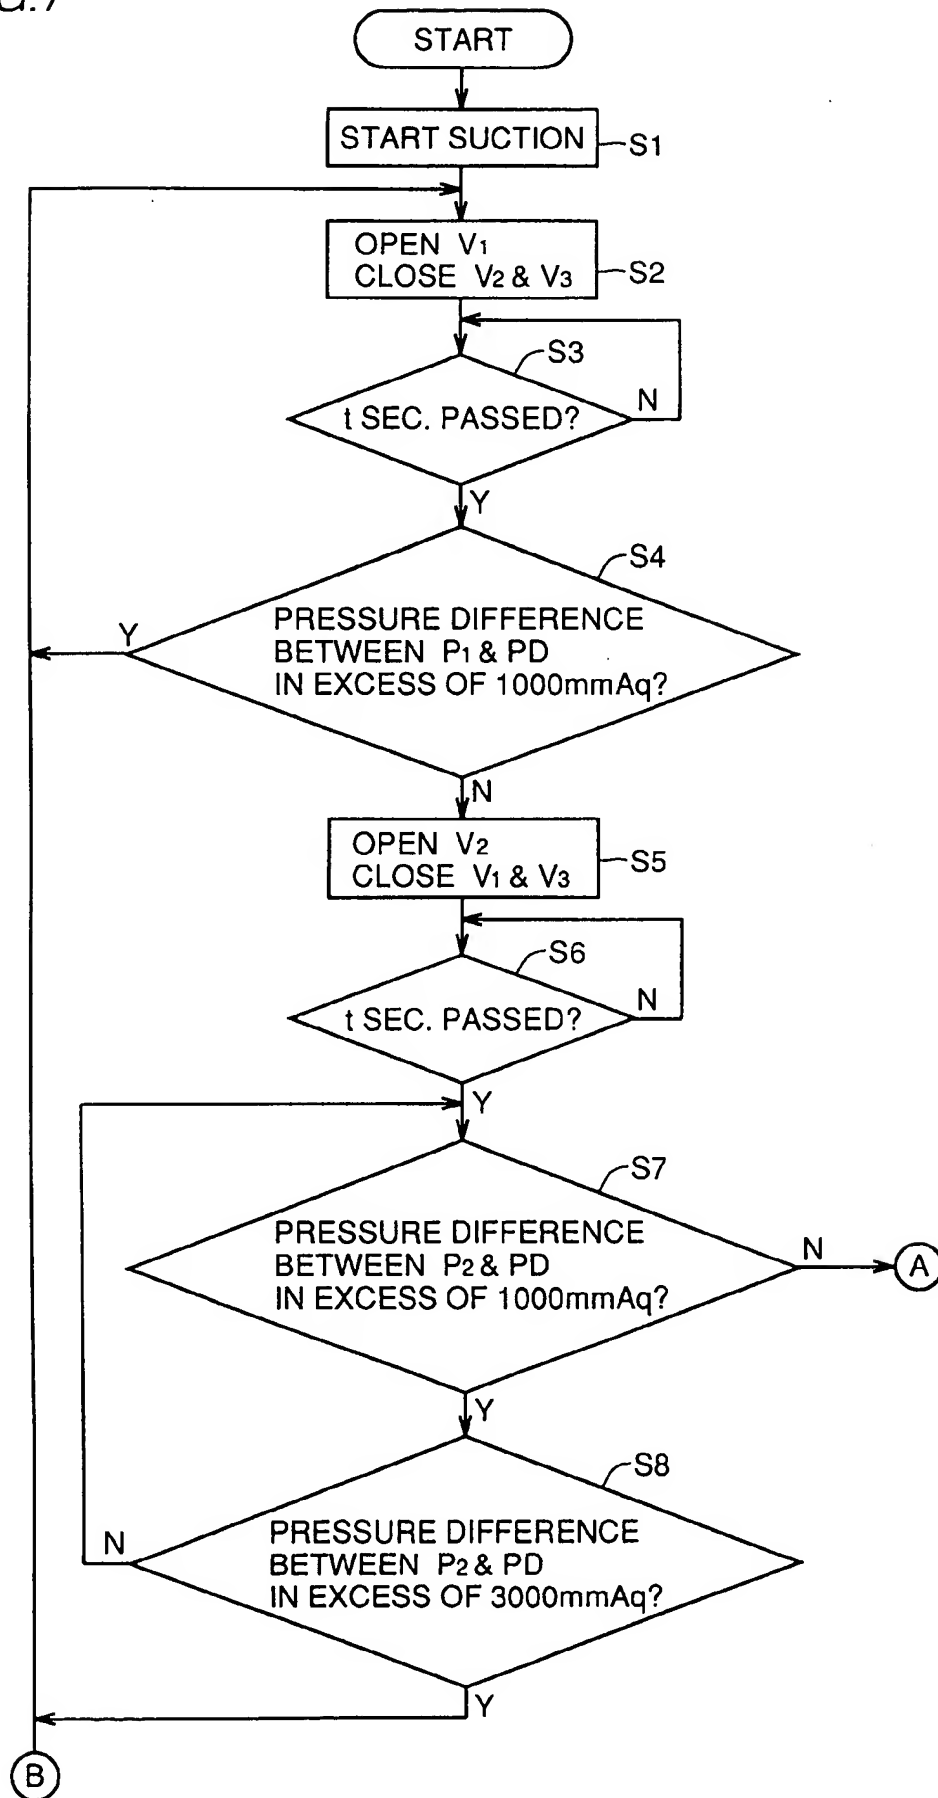 START
START SUCTION
S1
OPEN V1
CLOSE V2 & V3
S2
S3
t SEC. PASSED?
N
Y
S4
PRESSURE DIFFERENCE
BETWEEN P1 & PD
IN EXCESS OF 1000mmAq?
Y
N
OPEN V2
CLOSE V1 & V3
S5
S6
t SEC. PASSED?
N
Y
S7
PRESSURE DIFFERENCE
BETWEEN P2 & PD
IN EXCESS OF 1000mmAq?
N
A
Y
S8
PRESSURE DIFFERENCE
BETWEEN P2 & PD
IN EXCESS OF 3000mmAq?
N
Y
B